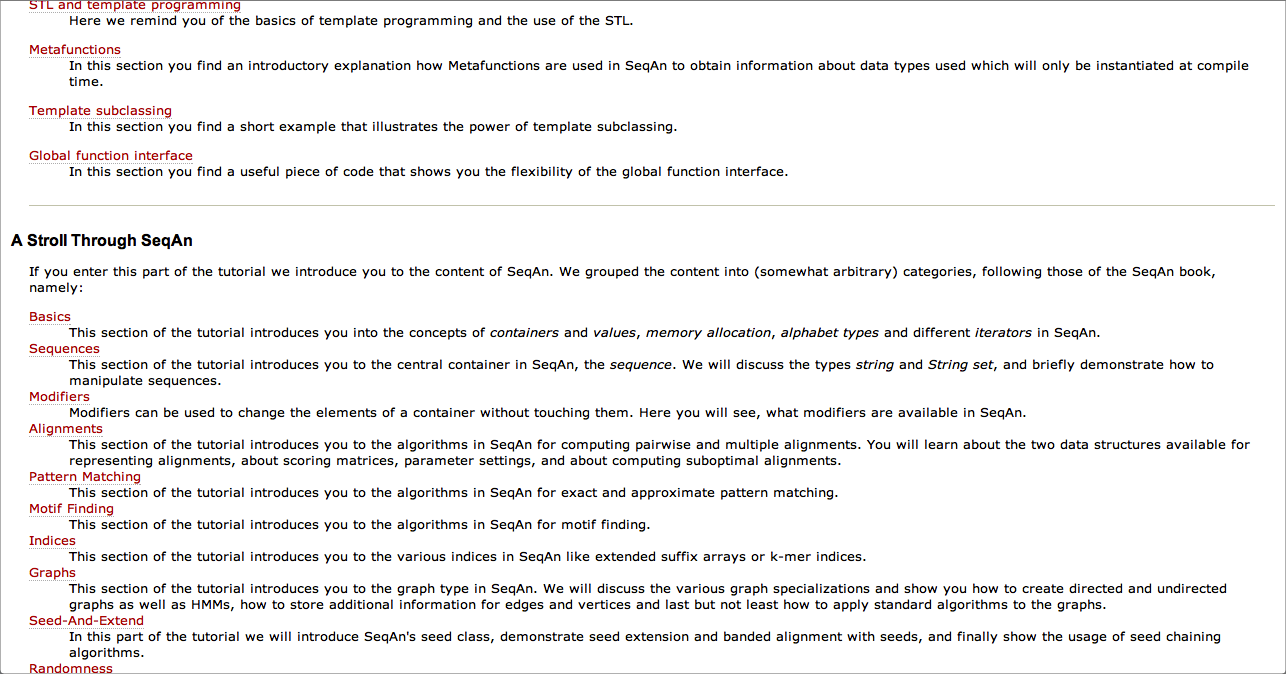 STL and template programming
Here we remind you of the basics of template programming and the use of the STL.
Metafunctions
In this section you find an introductory explanation how Metafunctions are used in SeqAn to obtain information about data types used which will only be instantiated at compile
time.
Template subclassing
In this section you find a short example that illustrates the power of template subclassing.
Global function interface
In this section you find a useful piece of code that shows you the flexibility of the global function interface.
A Stroll Through SeqAn
If you enter this part of the tutorial we introduce you to the content of SeqAn. We grouped the content into (somewhat arbitrary) categories, following those of the SeqAn book,
namely:
Basics
This section of the tutorial introduces you into the concepts of containers and values, memory allocation, alphabet types and different iterators in SeqAn.
Sequences
This section of the tutorial introduces you to the central container in SeqAn, the sequence. We will discuss the types string and String set, and briefly demonstrate how to
manipulate sequences.
Modifiers
Modifiers can be used to change the elements of a container without touching them. Here you will see, what modifiers are available in SeqAn.
Alignments
This section of the tutorial introduces you to the algorithms in SeqAn for computing pairwise and multiple alignments. You will learn about the two data structures available for
representing alignments, about scoring matrices, parameter settings, and about computing suboptimal alignments.
Pattern Matching
This section of the tutorial introduces you to the algorithms in SeqAn for exact and approximate pattern matching.
Motif Finding
This section of the tutorial introduces you to the algorithms in SeqAn for motif finding.
Indices
This section of the tutorial introduces you to the various indices in SeqAn like extended suffix arrays or k-mer indices.
Graphs
This section of the tutorial introduces you to the graph type in SeqAn. We will discuss the various graph specializations and show you how to create directed and undirected
graphs as well as HMMs, how to store additional information for edges and vertices and last but not least how to apply standard algorithms to the graphs.
Seed-And-Extend
In this part of the tutorial we will introduce SeqAn's seed class, demonstrate seed extension and banded alignment with seeds, and finally show the usage of seed chaining
algorithms.
Randomness